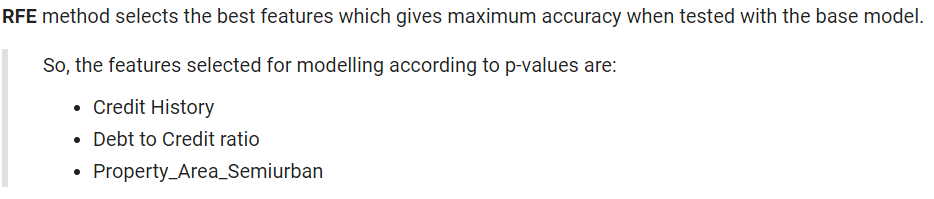 RFE method selects the best features which gives maximum accuracy when tested with the base model.
So, the features selected for modelling according to p-values are:
• Credit History
• Debt to Credit ratio
• Property_Area_Semiurban